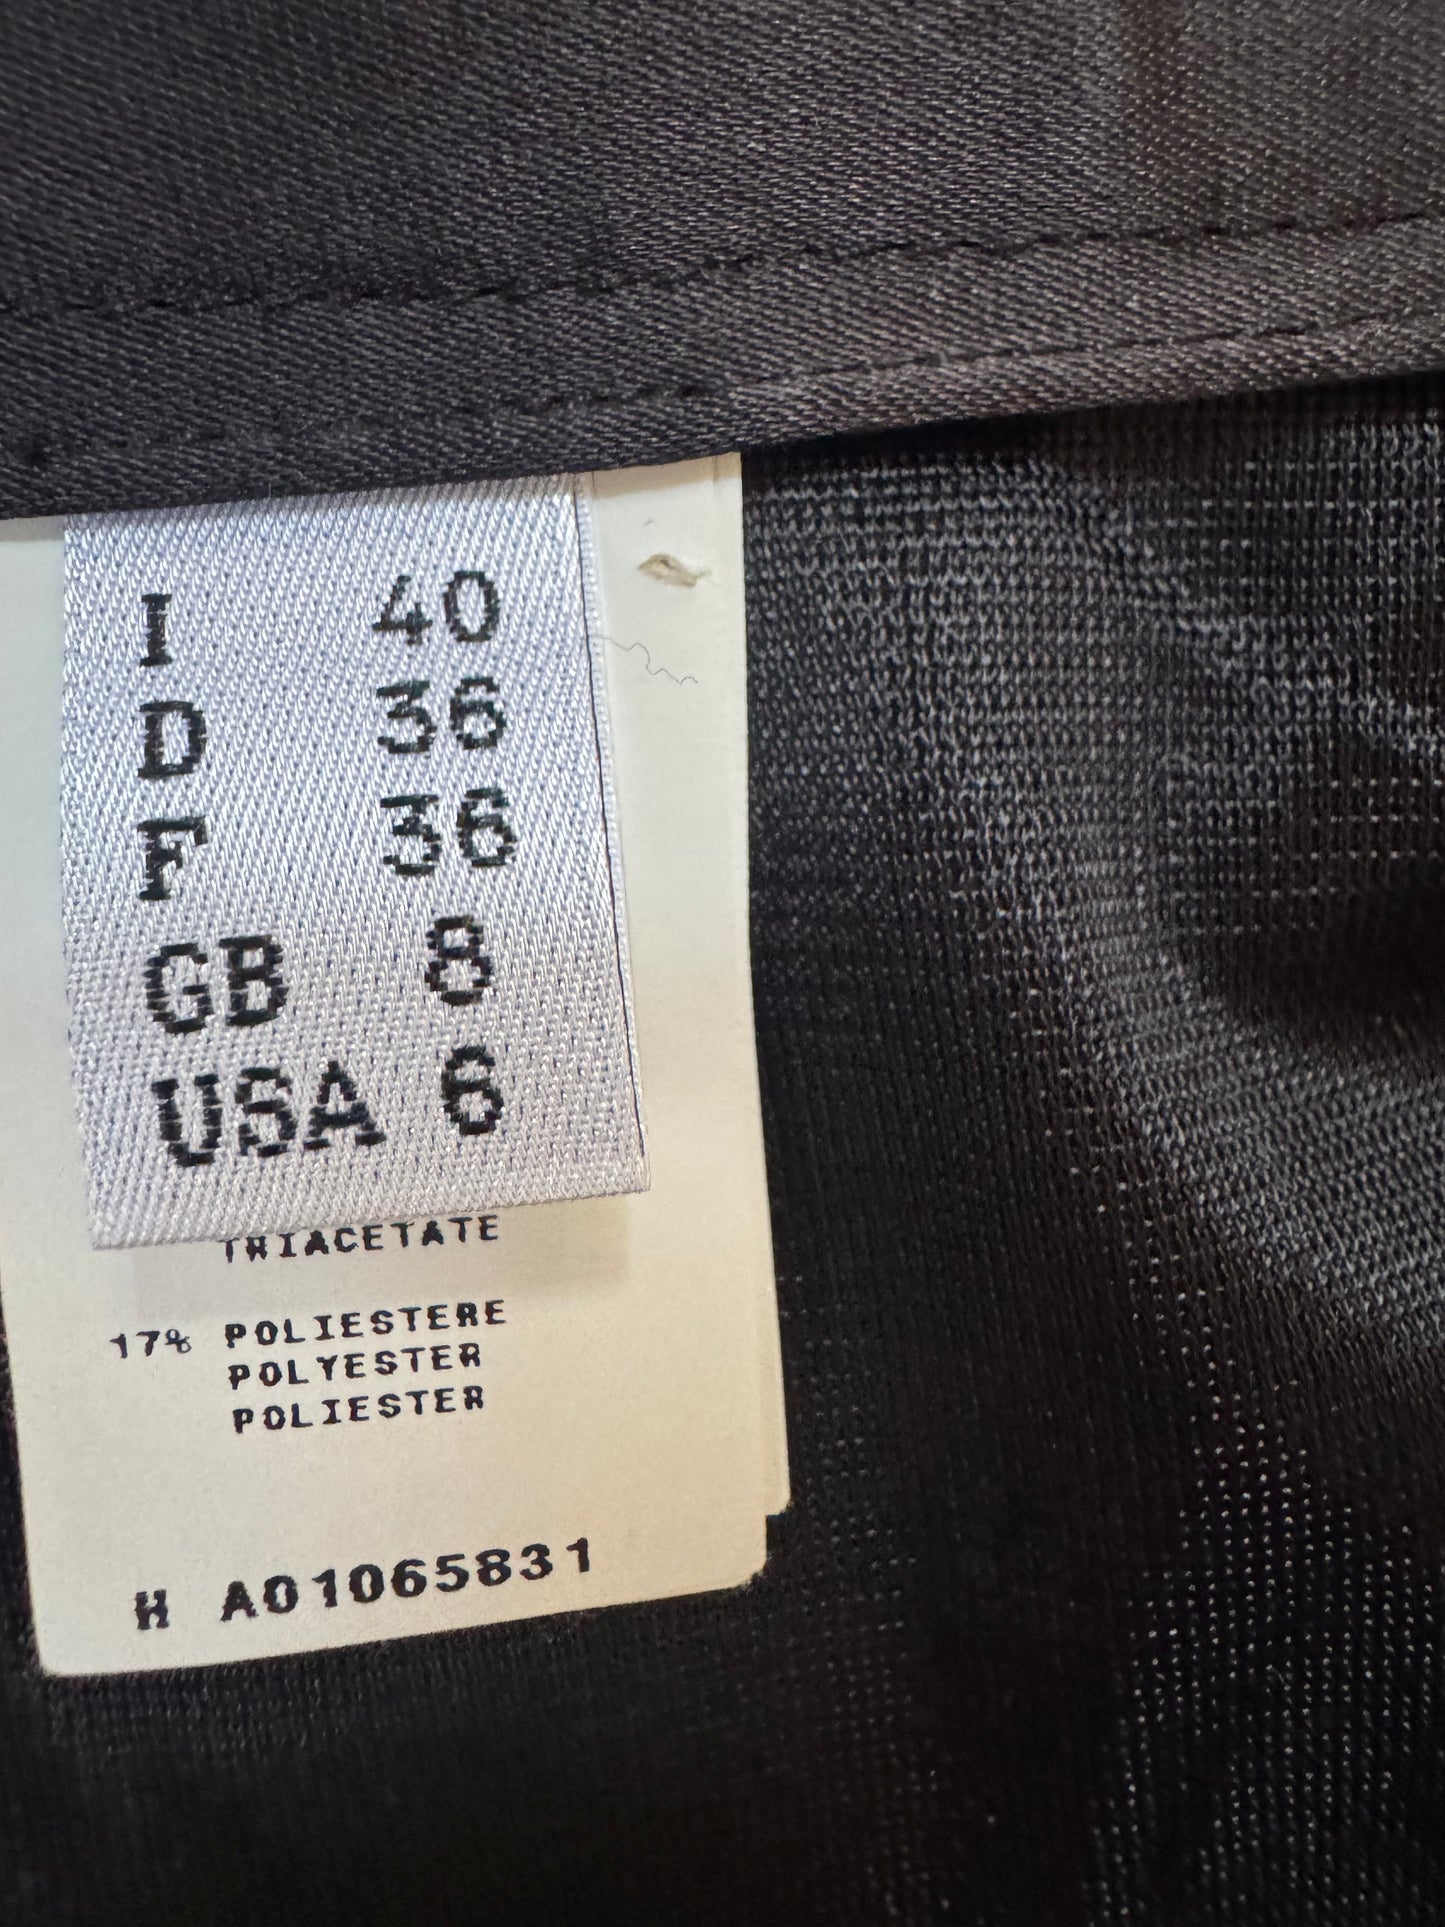 I 40
D 36
F 36
GB 8
USA 6
TRIACETATE
17% POLIESTERE
POLYESTER
POLIESTER
H A01065831